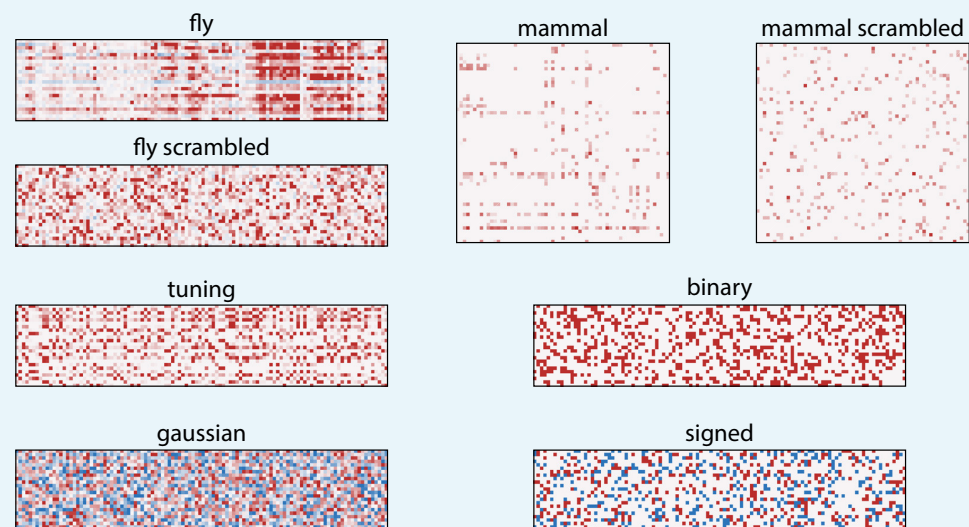 fly
mammal
mammal scrambled
fly scrambled
tuning
binary
gaussian
signed